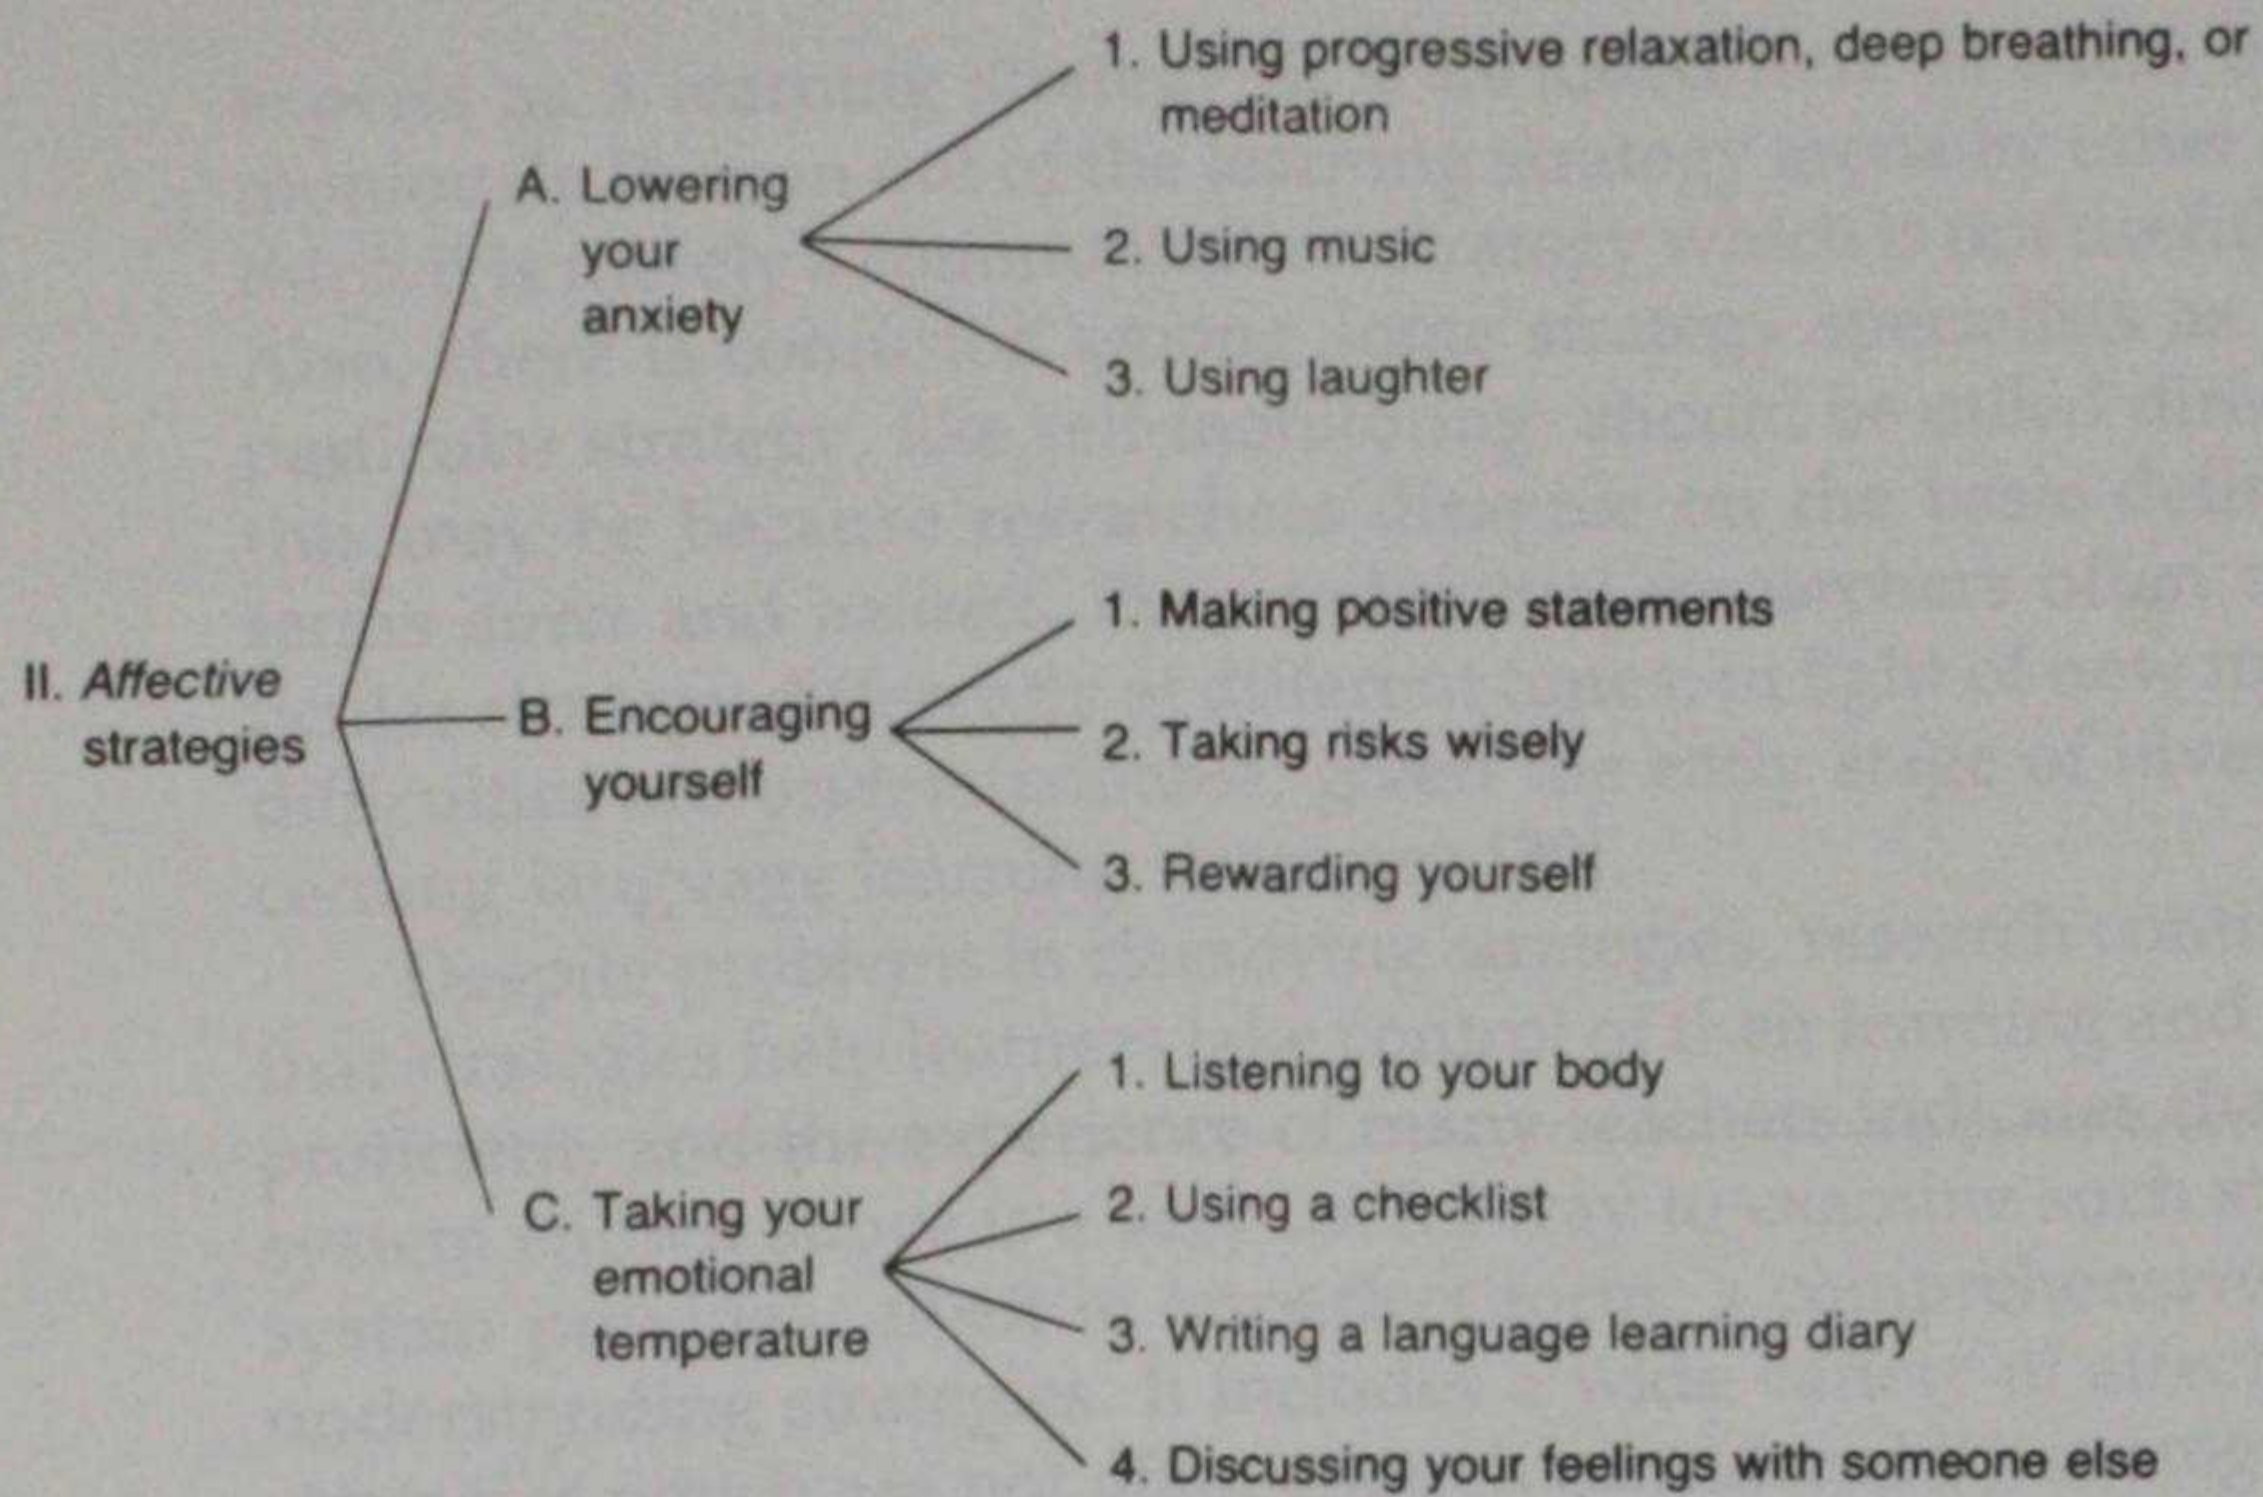 II. Affective
strategies
A. Lowering
your
anxiety
1. Using progressive relaxation, deep breathing, or
meditation
2. Using music
3. Using laughter
B. Encouraging
yourself
1. Making positive statements
2. Taking risks wisely
3. Rewarding yourself
C. Taking your
emotional
temperature
1. Listening to your body
2. Using a checklist
3. Writing a language learning diary
4. Discussing your feelings with someone else